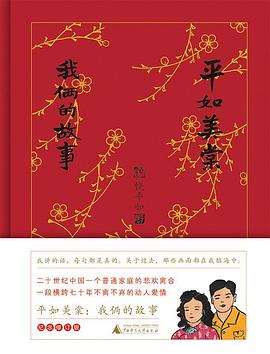 平如美棠
我俩的故事
饶平如
我讲的话，每句都是真的。关于过去，那些画面都在我脑海中。
二十世纪中国一个普通家庭的悲欢离合
一段横跨七十年不离不弃的动人爱情
平如美棠：我俩的故事
纪念增订版
广西师范大学出版社